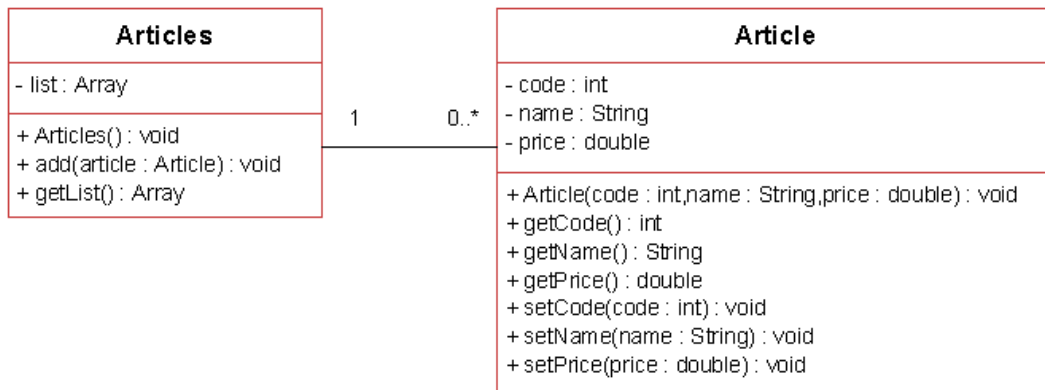 Articles
- list : Array
+ Articles() : void
+ add(article : Article) : void
+ getList() : Array
1
0..*
Article
- code : int
- name : String
- price : double
+ Article(code : int,name : String,price : double) : void
+ getCode() : int
+ getName() : String
+ getPrice() : double
+ setCode(code : int) : void
+ setName(name : String) : void
+ setPrice(price : double) : void